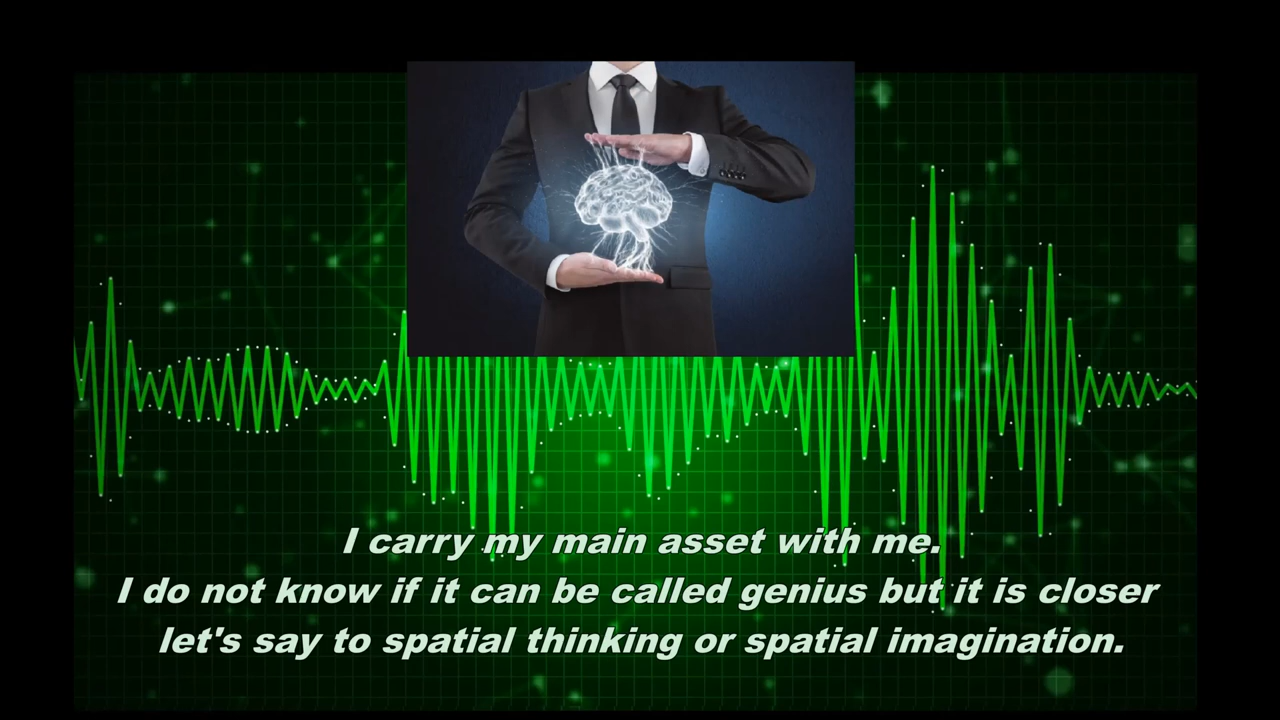 I carry my main asset with me.
I do not know if it can be called genius but it is closer
let's say to spatial thinking or spatial imagination.